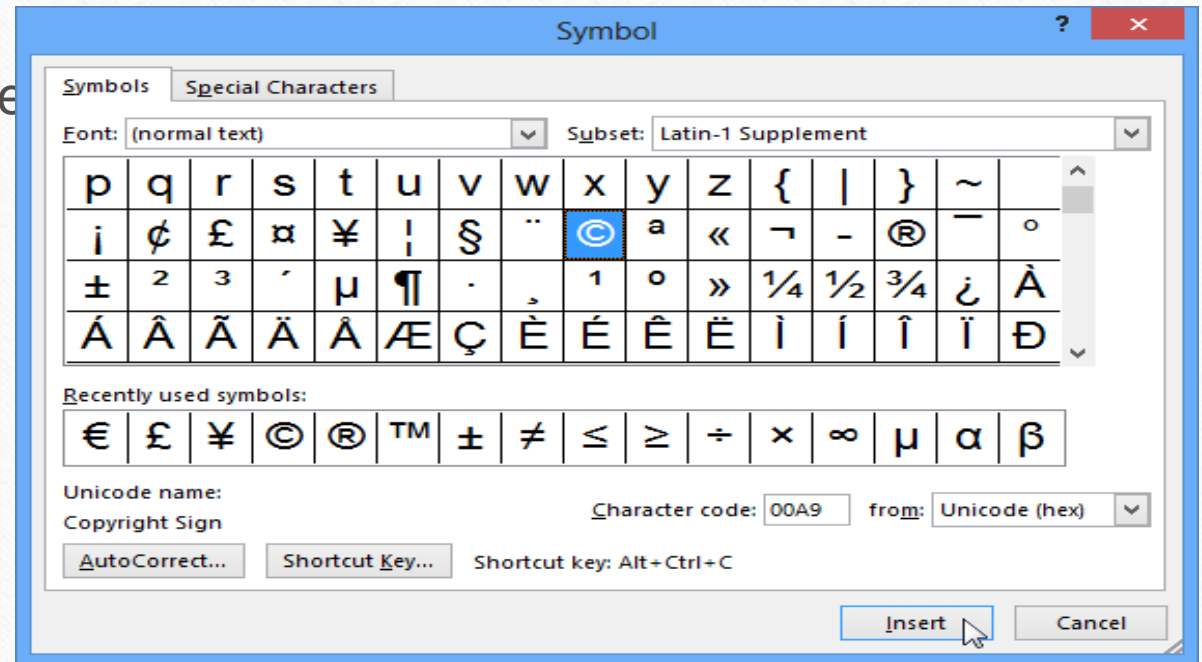 Symbol ? ×
e
Symbols Special Characters
Font: (normal text) Subset: Latin-1 Supplement
p q r s t u v w x y z { | } ~
¡ ¢ £ ¤ ¥ ¦ § ¨ © ª « ¬ - ® ¯ °
± ² ³ ´ µ ¶ · ¸ ¹ º » ¼ ½ ¾ ¿ À
Á Â Ã Ä Å Æ Ç È É Ê Ë Ì Í Î Ï Đ
Recently used symbols:
€ £ ¥ © ® ™ ± ≠ ≤ ≥ ÷ × ∞ µ α β
Unicode name:
Copyright Sign
Character code: 00A9 from: Unicode (hex)
AutoCorrect... Shortcut Key... Shortcut key: Alt+Ctrl+C
Insert Cancel